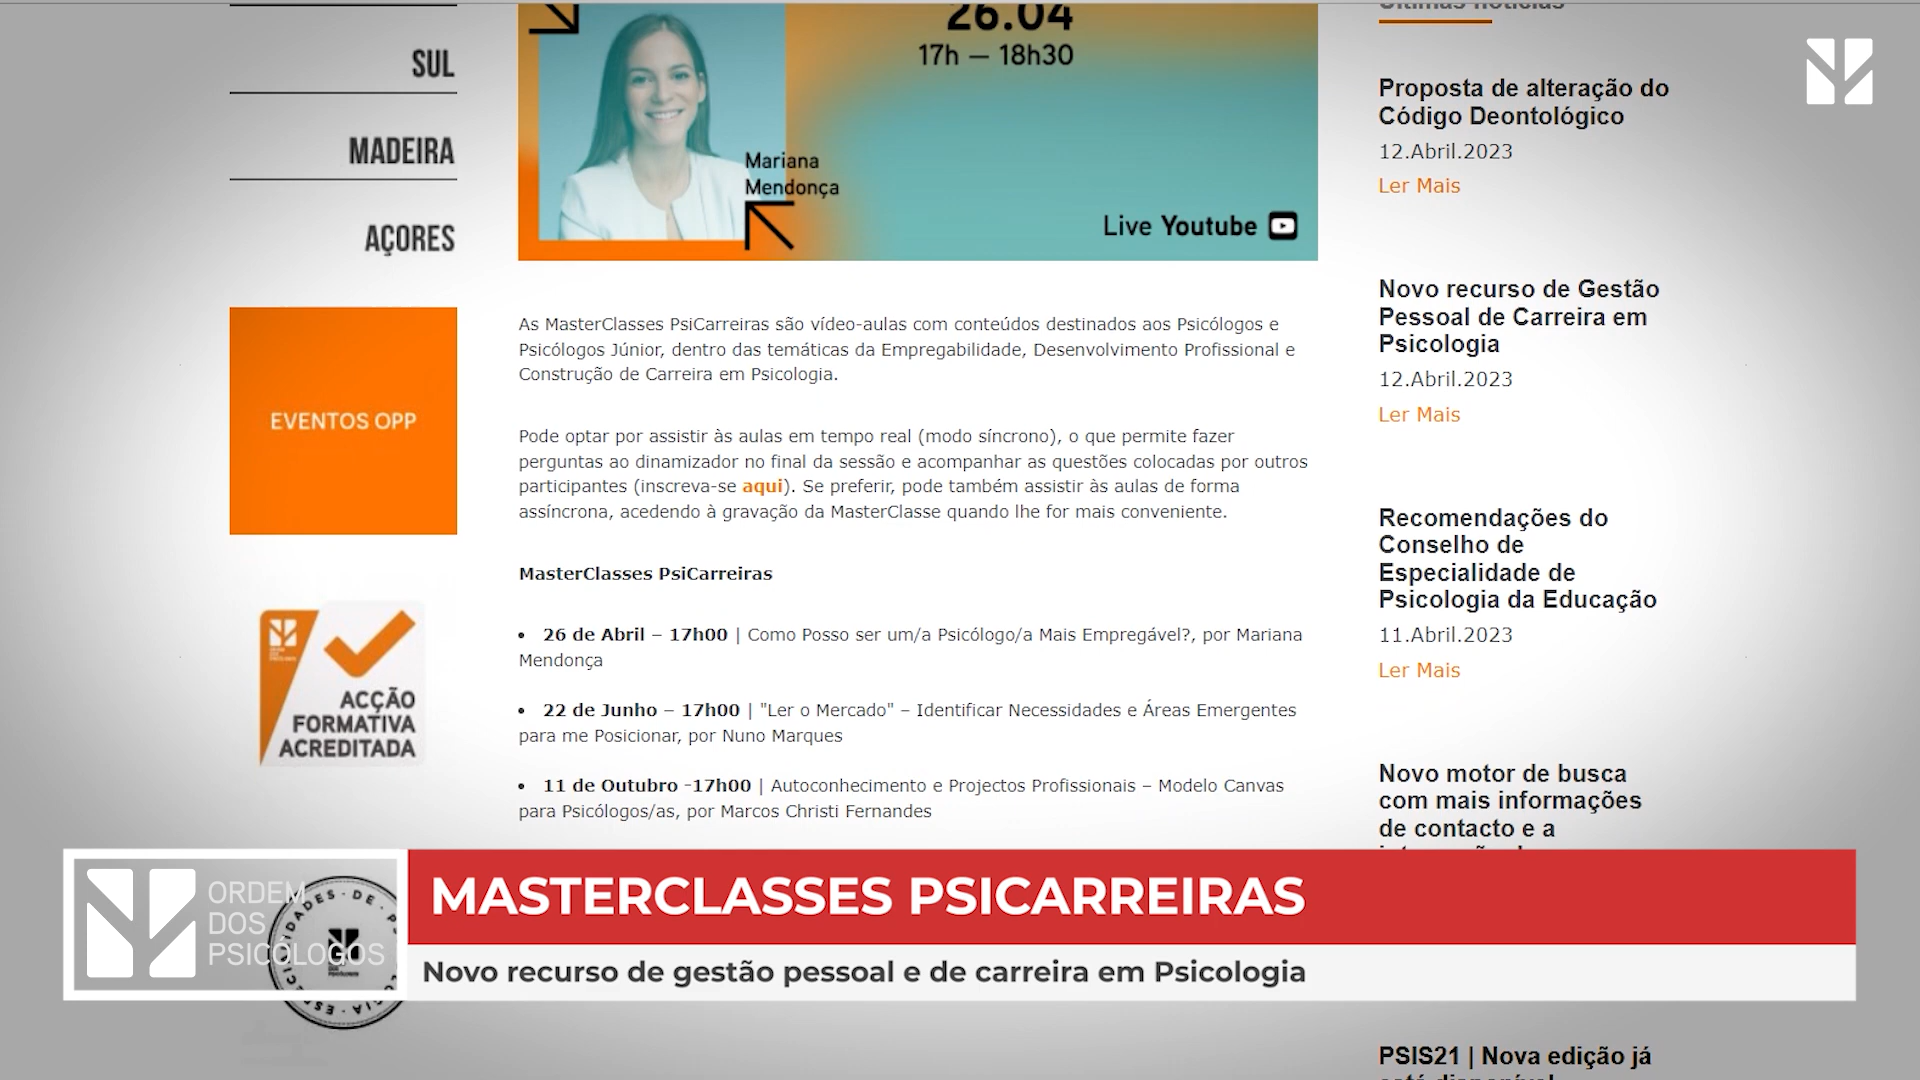 SUL
MADEIRA
AÇORES
EVENTOS OPP
ACÇÃO
FORMATIVA
ACREDITADA
26.04
17h — 18h30
Mariana
Mendonça
Live Youtube
As MasterClasses PsiCarreiras são vídeo-aulas com conteúdos destinados aos Psicólogos e
Psicólogos Júnior, dentro das temáticas da Empregabilidade, Desenvolvimento Profissional e
Construção de Carreira em Psicologia.
Pode optar por assistir às aulas em tempo real (modo síncrono), o que permite fazer
perguntas ao dinamizador no final da sessão e acompanhar as questões colocadas por outros
participantes (inscreva-se aqui). Se preferir, pode também assistir às aulas de forma
assíncrona, acedendo à gravação da MasterClasse quando lhe for mais conveniente.
MasterClasses PsiCarreiras
• 26 de Abril – 17h00 | Como Posso ser um/a Psicólogo/a Mais Empregável?, por Mariana
Mendonça
• 22 de Junho – 17h00 | "Ler o Mercado" – Identificar Necessidades e Áreas Emergentes
para me Posicionar, por Nuno Marques
• 11 de Outubro -17h00 | Autoconhecimento e Projectos Profissionais – Modelo Canvas
para Psicólogos/as, por Marcos Christi Fernandes
Últimas notícias
Proposta de alteração do
Código Deontológico
12.Abril.2023
Ler Mais
Novo recurso de Gestão
Pessoal de Carreira em
Psicologia
12.Abril.2023
Ler Mais
Recomendações do
Conselho de
Especialidade de
Psicologia da Educação
11.Abril.2023
Ler Mais
Novo motor de busca
com mais informações
de contacto e a
PSIS21 | Nova edição já
ORDEM
DOS
PSICÓLOGOS
MASTERCLASSES PSICARREIRAS
Novo recurso de gestão pessoal e de carreira em Psicologia